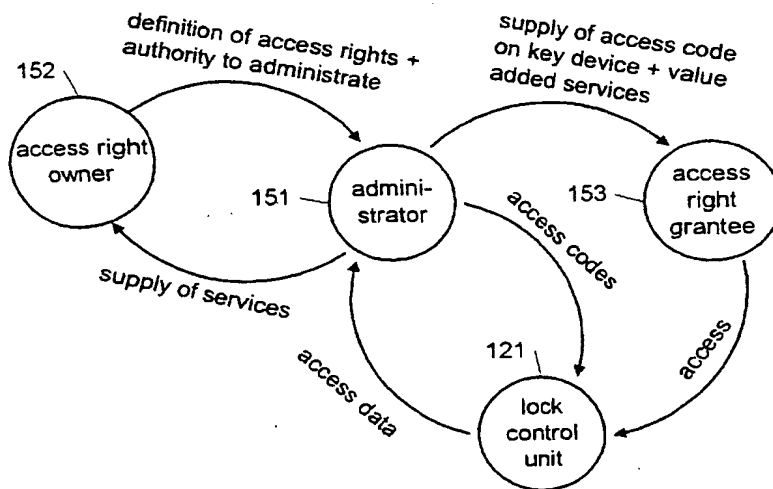 definition of access rights +
authority to administrate
supply of access code
on key device + value
added services
152
access right
owner
151
admini-
strator
153
access
right
grantee
access codes
supply of services
access data
access
121
lock
control
unit